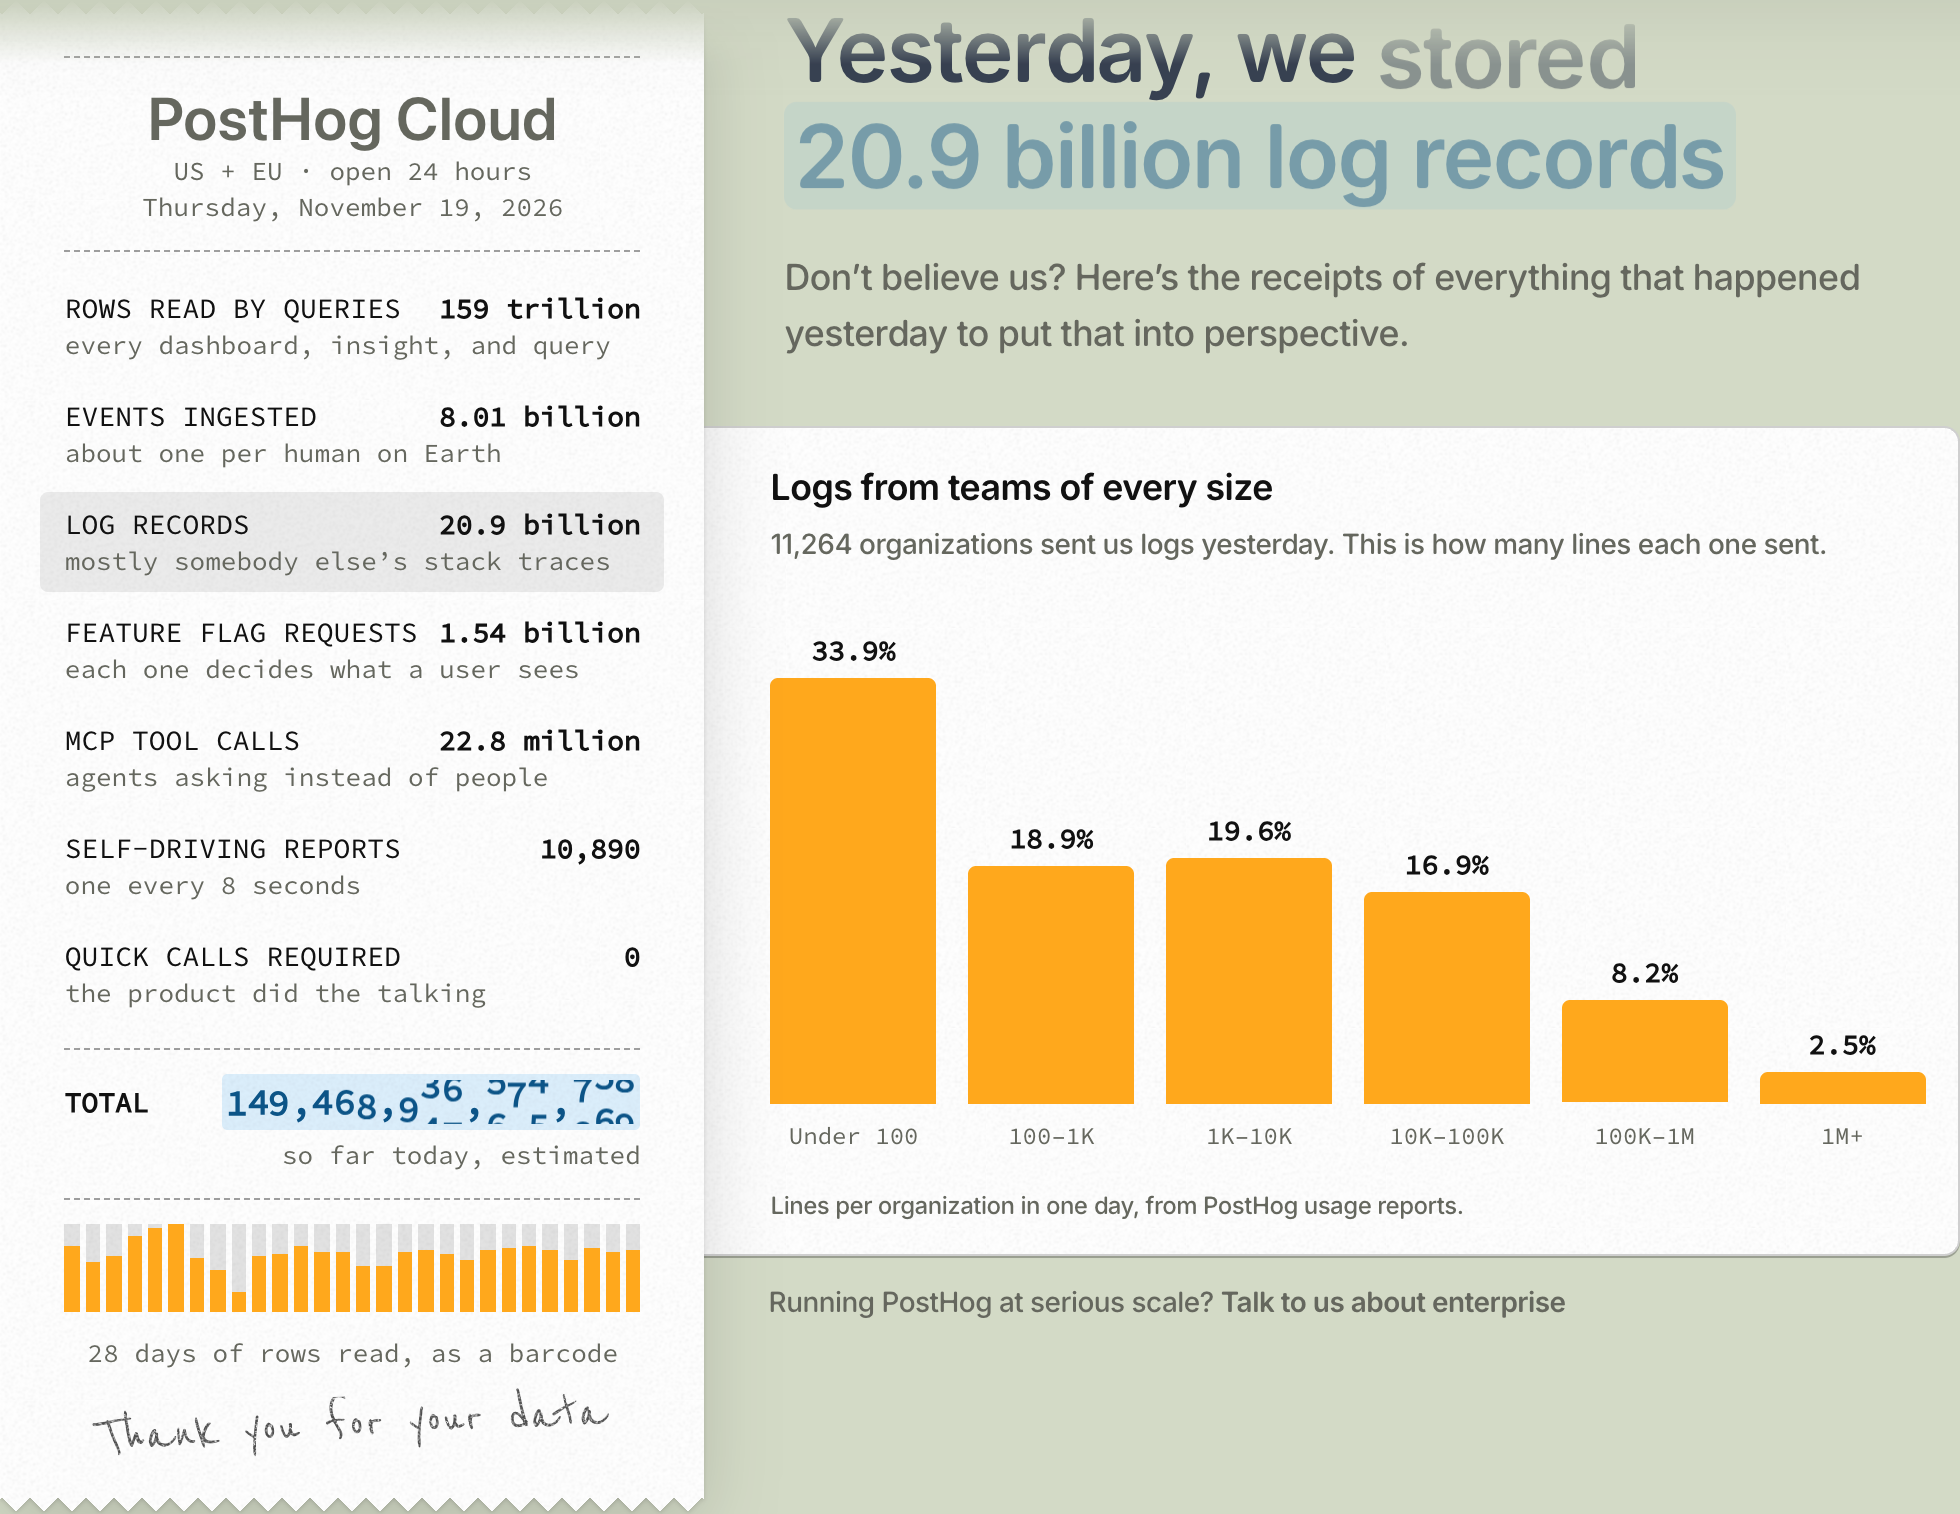 PostHog Cloud
US + EU · open 24 hours
Thursday, November 19, 2026
ROWS READ BY QUERIES 159 trillion
every dashboard, insight, and query
EVENTS INGESTED 8.01 billion
about one per human on Earth
LOG RECORDS 20.9 billion
mostly somebody else’s stack traces
FEATURE FLAG REQUESTS 1.54 billion
each one decides what a user sees
MCP TOOL CALLS 22.8 million
agents asking instead of people
SELF-DRIVING REPORTS 10,890
one every 8 seconds
QUICK CALLS REQUIRED 0
the product did the talking
TOTAL
so far today, estimated
28 days of rows read, as a barcode
Thank you for your data
Yesterday, we stored
20.9 billion log records
Don’t believe us? Here’s the receipts of everything that happened
yesterday to put that into perspective.
Logs from teams of every size
11,264 organizations sent us logs yesterday. This is how many lines each one sent.
33.9%
18.9%
19.6%
16.9%
8.2%
2.5%
Under 100
100–1K
1K–10K
10K–100K
100K–1M
1M+
Lines per organization in one day, from PostHog usage reports.
Running PostHog at serious scale? Talk to us about enterprise